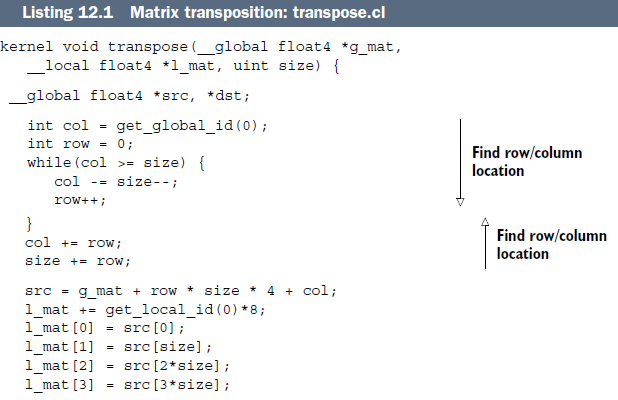 Listing 12.1 Matrix transposition: transpose.cl
kernel void transpose(__global float4 *g_mat,
__local float4 *l_mat, uint size) {
__global float4 *src, *dst;
int col = get_global_id(0);
int row = 0;
while(col >= size) {
col -= size--;
row++;
}
col += row;
size += row;
src = g_mat + row * size * 4 + col;
l_mat += get_local_id(0)*8;
l_mat[0] = src[0];
l_mat[1] = src[size];
l_mat[2] = src[2*size];
l_mat[3] = src[3*size];
Find row/column
location
Find row/column
location